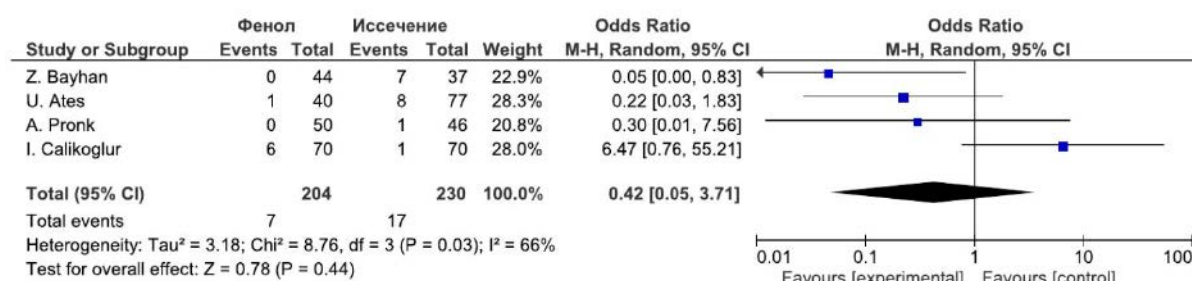 Фенол Иссечение Odds Ratio Odds Ratio
Study or Subgroup Events Total Events Total Weight M-H, Random, 95% CI M-H, Random, 95% CI
Z. Bayhan 0 44 7 37 22.9% 0.05 [0.00, 0.83]
U. Ates 1 40 8 77 28.3% 0.22 [0.03, 1.83]
A. Pronk 0 50 1 46 20.8% 0.30 [0.01, 7.56]
I. Calikoglur 6 70 1 70 28.0% 6.47 [0.76, 55.21]
Total (95% CI) 204 230 100.0% 0.42 [0.05, 3.71]
Total events 7 17
Heterogeneity: Tau² = 3.18; Chi² = 8.76, df = 3 (P = 0.03); I² = 66%
Test for overall effect: Z = 0.78 (P = 0.44)
0.01 0.1 1 10 100
Favours [experimental] Favours [control]